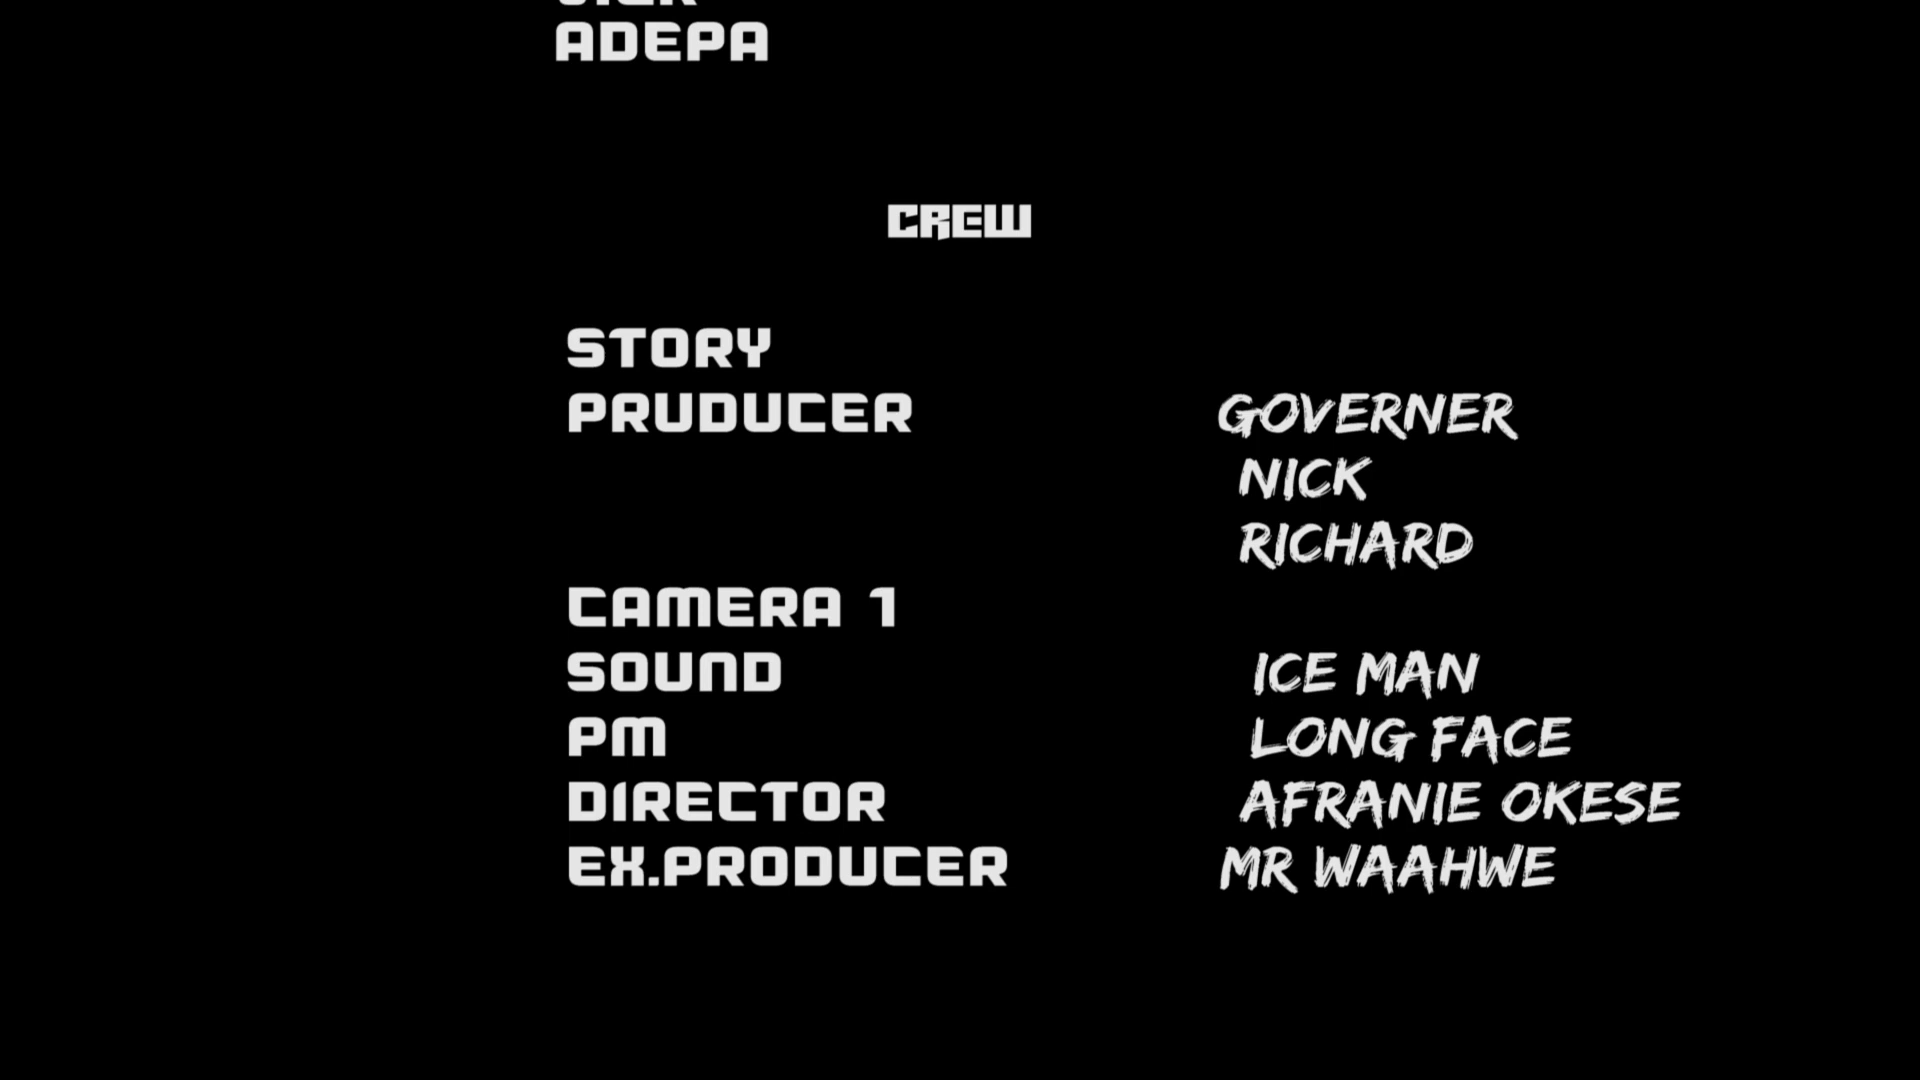 ADEPA
CREW
STORY
PRUDUCER GOVERNER
NICK
RICHARD
CAMERA 1
SOUND ICE MAN
PM LONG FACE
DIRECTOR AFRANIE OKESE
EX.PRODUCER MR WAAHWE